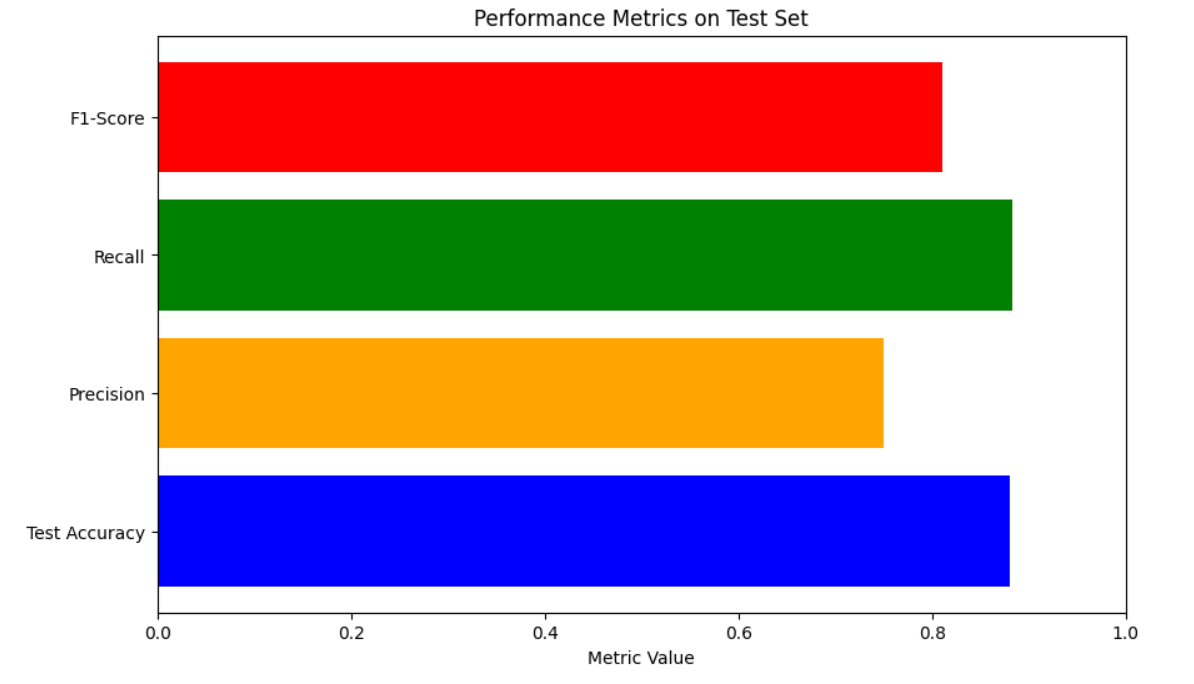 Performance Metrics on Test Set
F1-Score
Recall
Precision
Test Accuracy
0.0 0.2 0.4 0.6 0.8 1.0
Metric Value